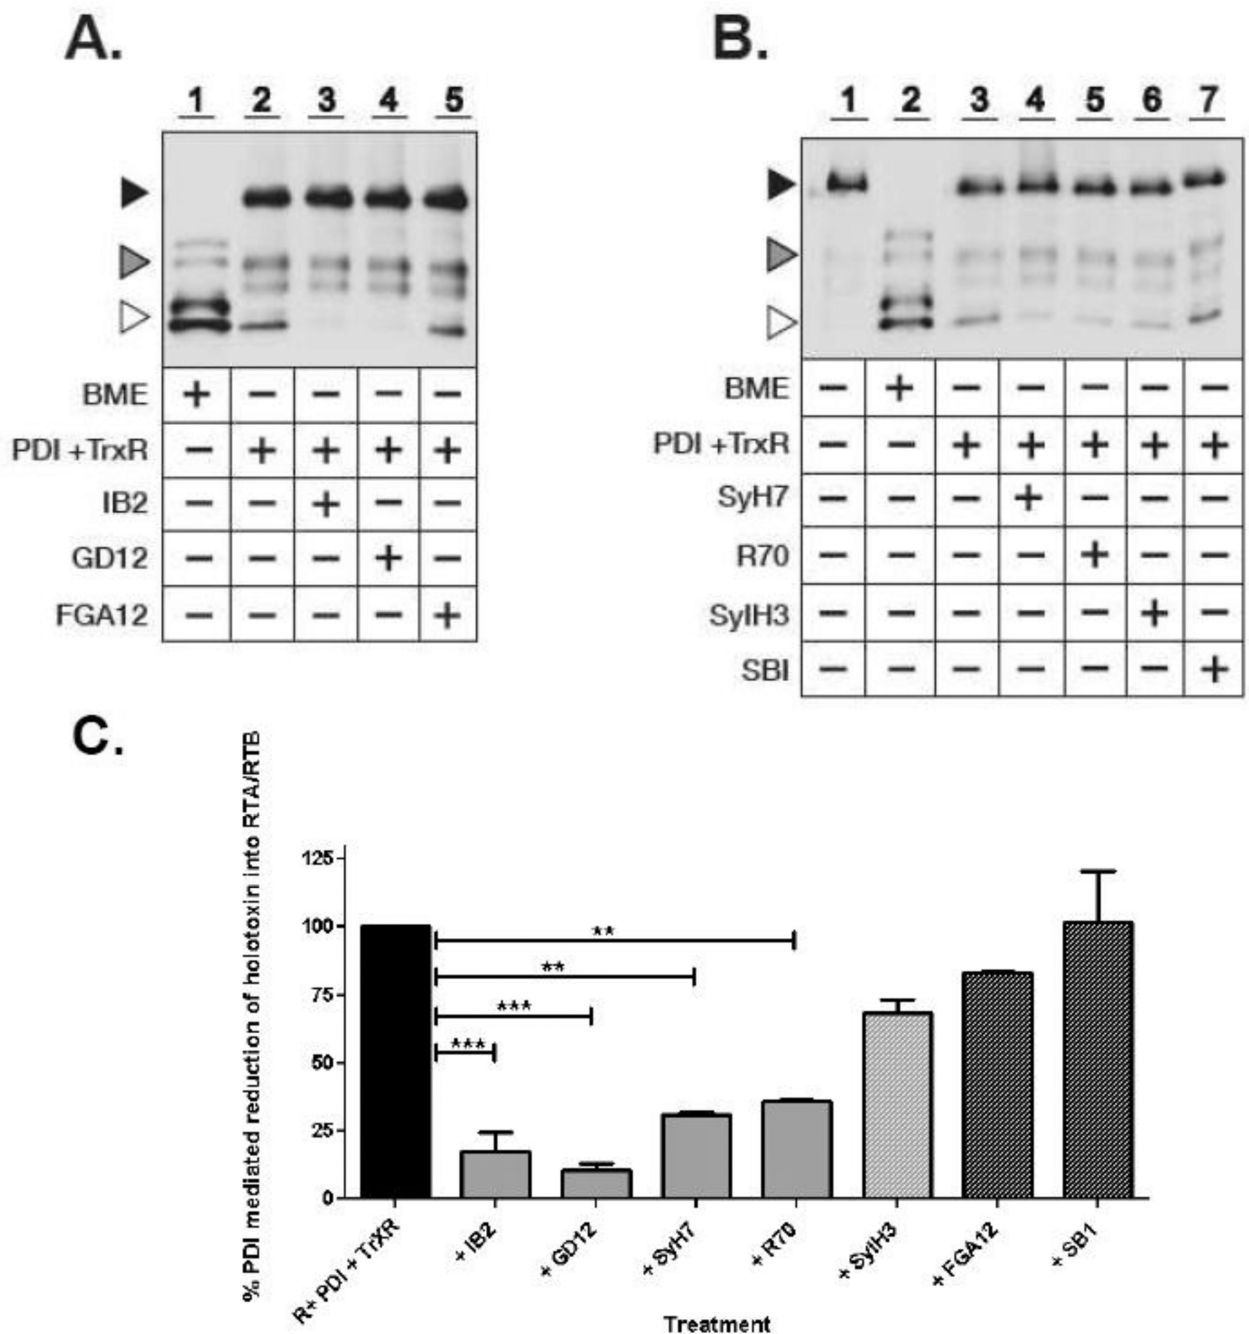 A.
1 2 3 4 5
BME + − − − −
PDI +TrxR − + + + +
IB2 − − + − −
GD12 − − − + −
FGA12 − − − − +
B.
1 2 3 4 5 6 7
BME − + − − − − −
PDI +TrxR − − + + + + +
SyH7 − − − + − − −
R70 − − − − + − −
SylH3 − − − − − + −
SBI − − − − − − +
C.
% PDI mediated reduction of holotoxin into RTA/RTB
125
100
75
50
25
0
**
**
***
***
R+ PDI + TrXR
+ IB2
+ GD12
+ SyH7
+ R70
+ SylH3
+ FGA12
+ SB1
Treatment